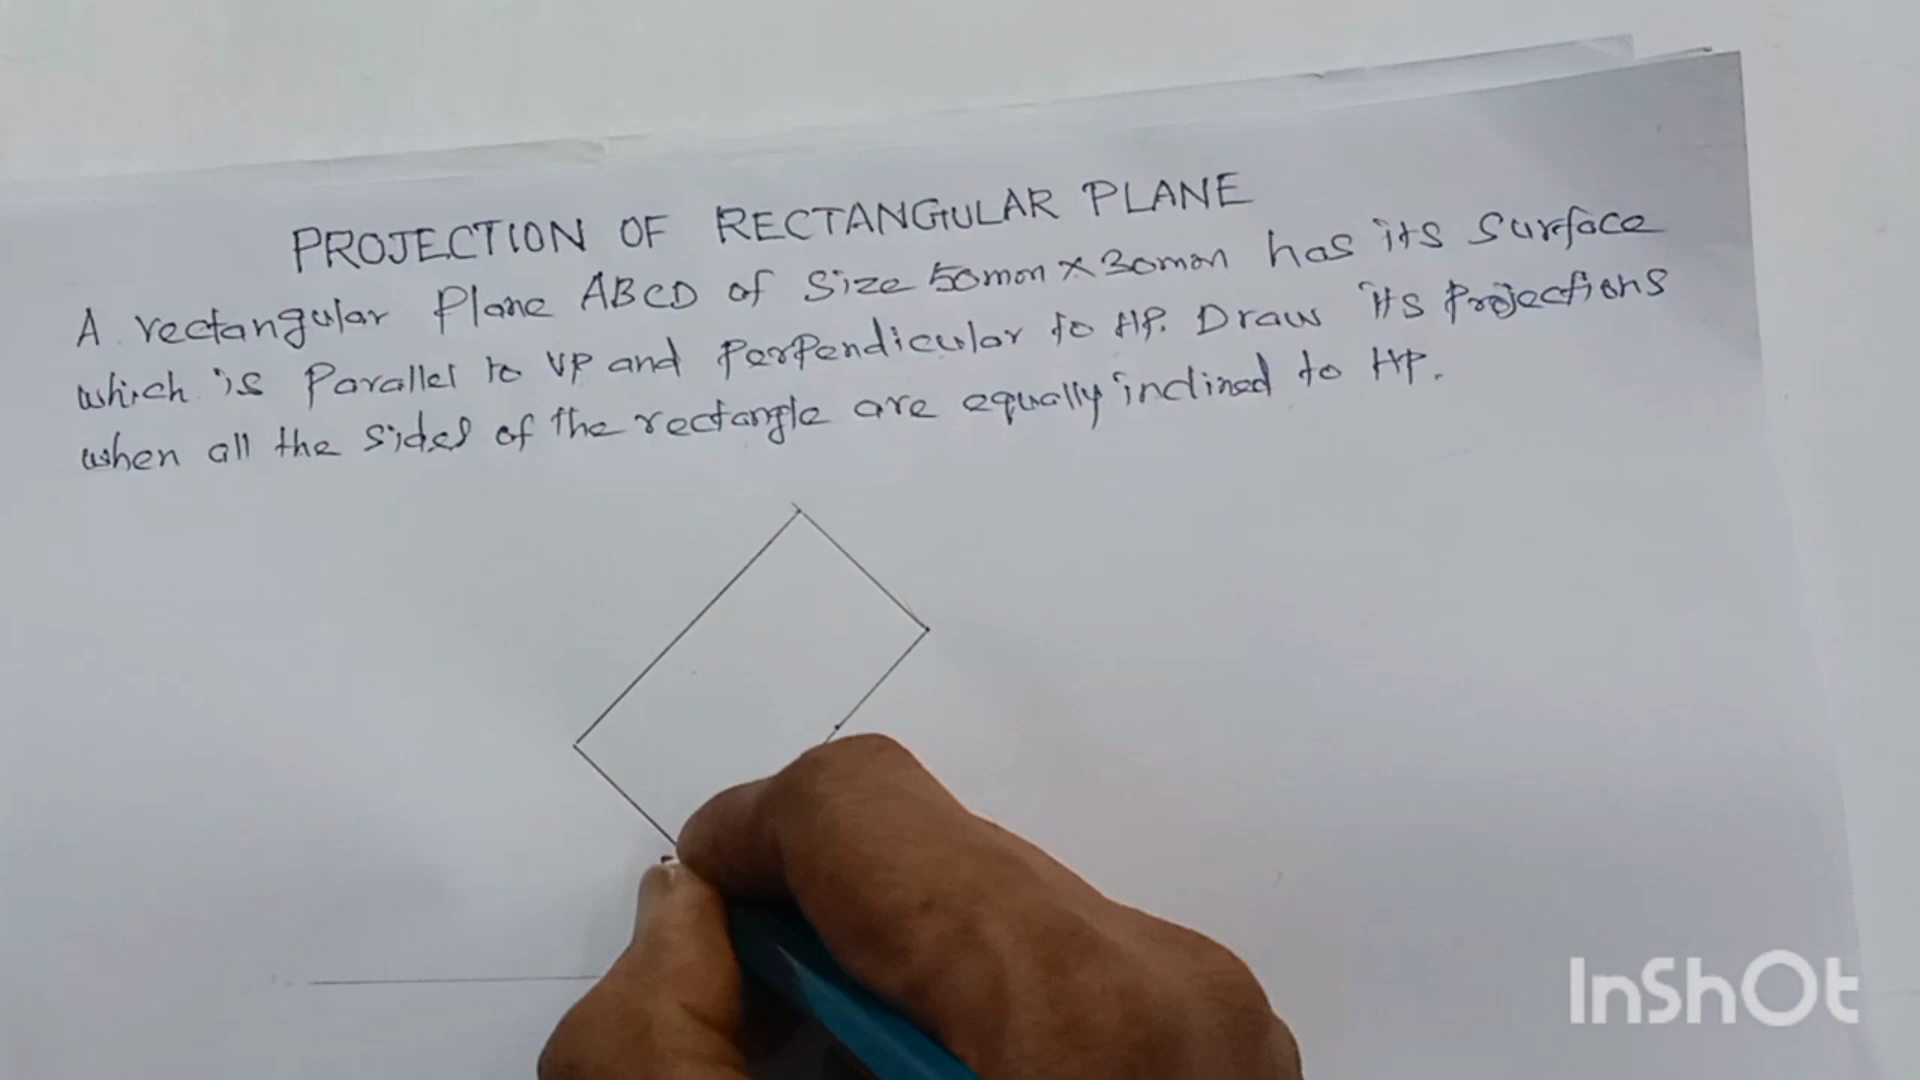 PROJECTION OF RECTANGULAR PLANE
A rectangular Plane ABCD of Size 50mm x 30mm has its Surface
which is Parallel to VP and Perpendicular to HP. Draw its Projections
when all the sides of the rectangle are equally inclined to HP.
InShOt